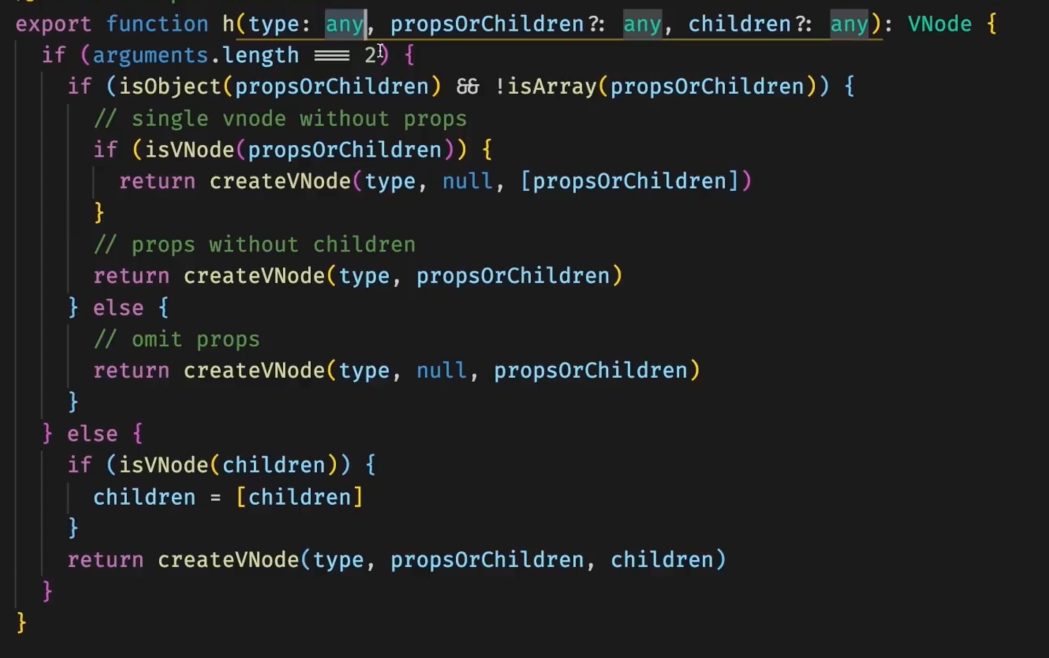 export function h(type: any, propsOrChildren?: any, children?: any): VNode {
if (arguments.length === 2) {
if (isObject(propsOrChildren) && !isArray(propsOrChildren)) {
// single vnode without props
if (isVNode(propsOrChildren)) {
return createVNode(type, null, [propsOrChildren])
}
// props without children
return createVNode(type, propsOrChildren)
} else {
// omit props
return createVNode(type, null, propsOrChildren)
}
} else {
if (isVNode(children)) {
children = [children]
}
return createVNode(type, propsOrChildren, children)
}
}